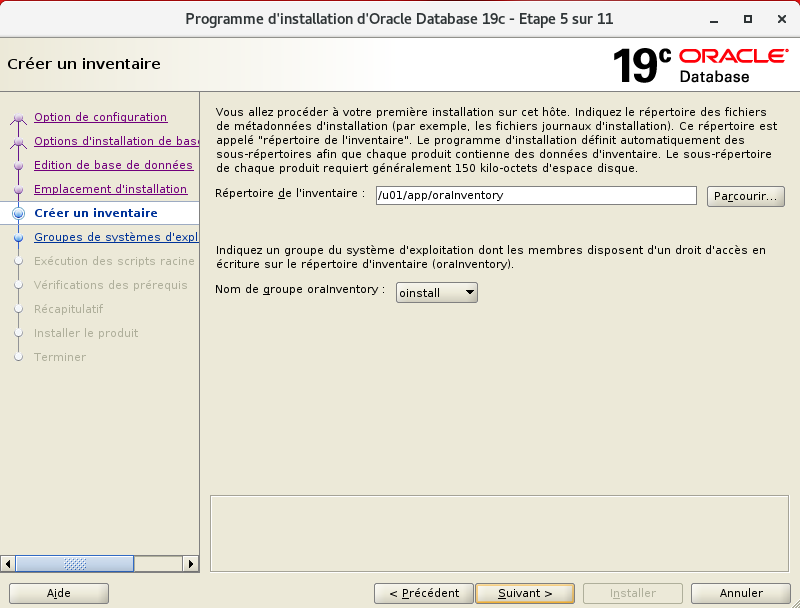 Programme d'installation d'Oracle Database 19c - Etape 5 sur 11
Créer un inventaire
19c ORACLE
Database
Option de configuration
Options d'installation de base
Edition de base de données
Emplacement d'installation
Créer un inventaire
Groupes de systèmes d'expl
Exécution des scripts racine
Vérifications des prérequis
Récapitulatif
Installer le produit
Terminer
Vous allez procéder à votre première installation sur cet hôte. Indiquez le répertoire des fichiers
de métadonnées d'installation (par exemple, les fichiers journaux d'installation). Ce répertoire est
appelé "répertoire de l'inventaire". Le programme d'installation définit automatiquement des
sous-répertoires afin que chaque produit contienne des données d'inventaire. Le sous-répertoire
de chaque produit requiert généralement 150 kilo-octets d'espace disque.
Répertoire de l'inventaire : /u01/app/oraInventory Parcourir...
Indiquez un groupe du système d'exploitation dont les membres disposent d'un droit d'accès en
écriture sur le répertoire d'inventaire (oraInventory).
Nom de groupe oraInventory : oinstall
Aide < Précédent Suivant > Installer Annuler